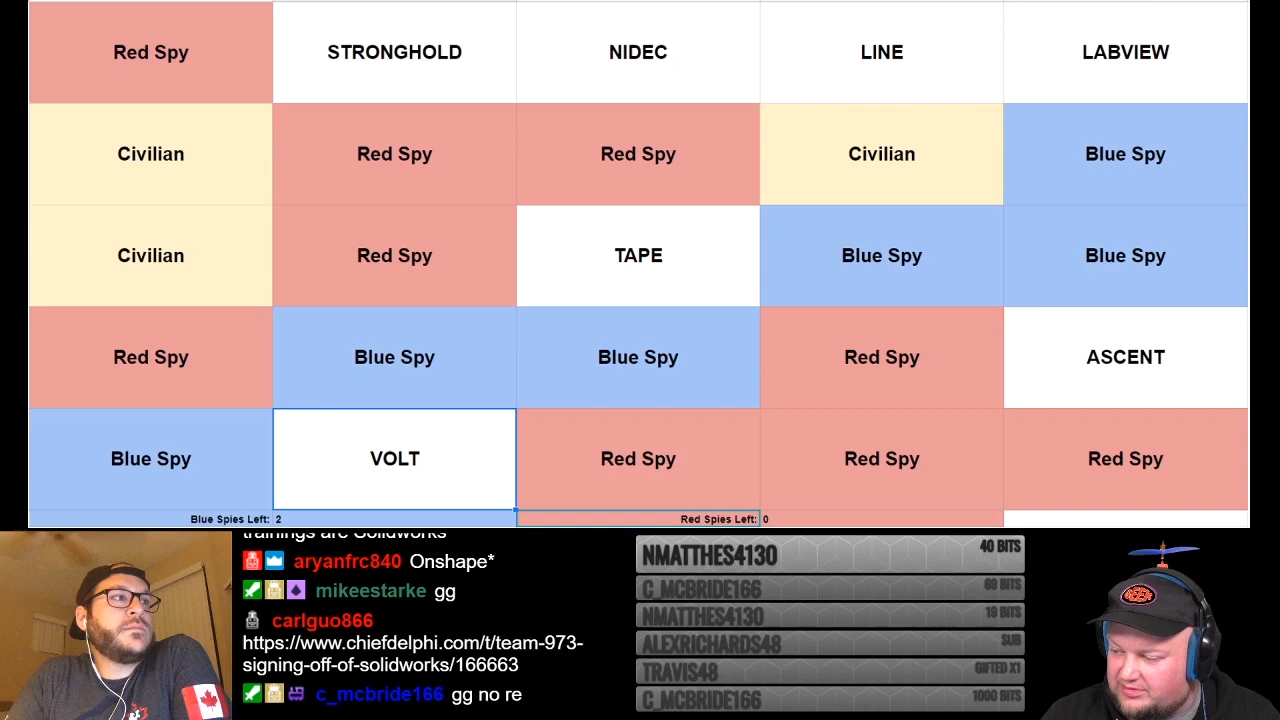 Red Spy STRONGHOLD NIDEC LINE LABVIEW
Civilian Red Spy Red Spy Civilian Blue Spy
Civilian Red Spy TAPE Blue Spy Blue Spy
Red Spy Blue Spy Blue Spy Red Spy ASCENT
Blue Spy VOLT Red Spy Red Spy Red Spy
Blue Spies Left: 2 Red Spies Left: 0
trainings are Solidworks
aryanfrc840 Onshape*
mikeestarke gg
carlguo866
https://www.chiefdelphi.com/t/team-973-
signing-off-of-solidworks/166663
c_mcbride166 gg no re
NMATTHES4130 40 BITS
C_MCBRIDE166 69 BITS
NMATTHES4130 19 BITS
ALEXRICHARDS48 SUB
TRAVIS48 GIFTED X1
C_MCBRIDE166 1000 BITS